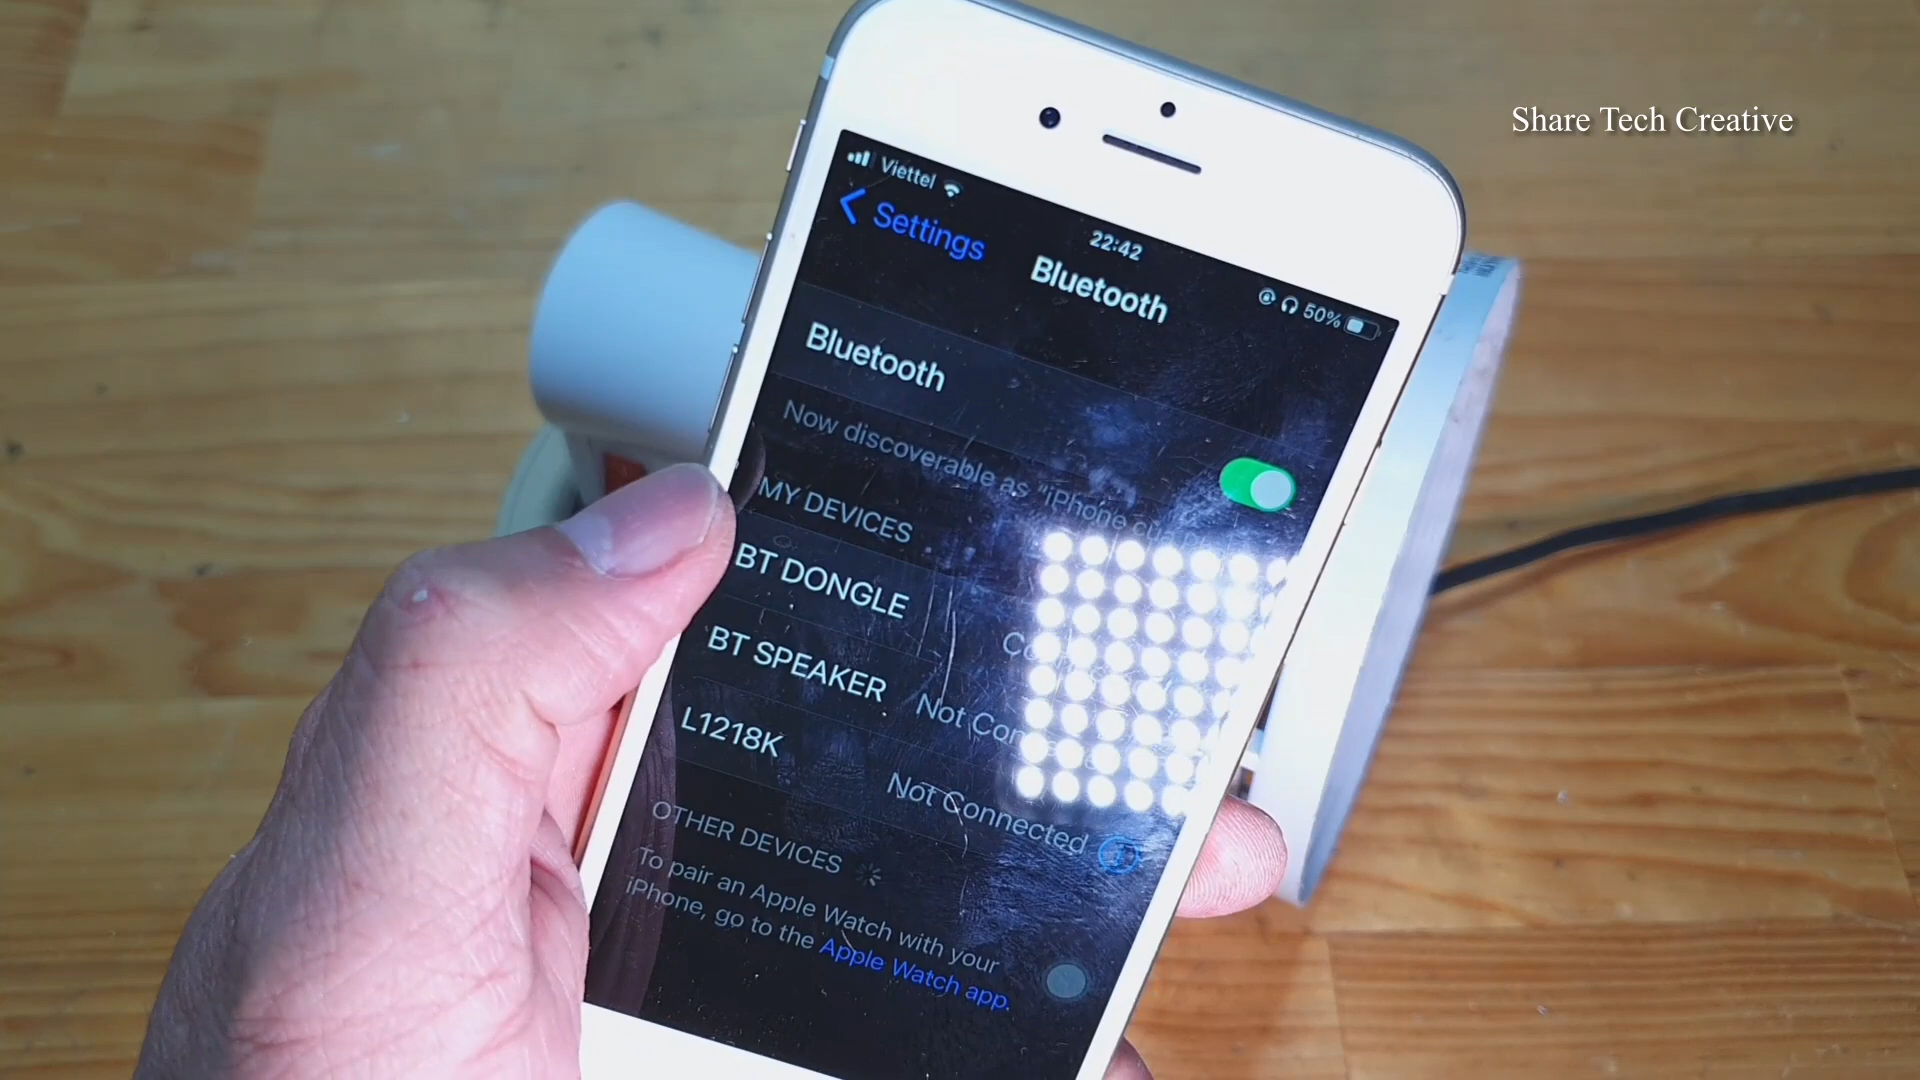 Share Tech Creative
Viettel
22:42
50%
Settings
Bluetooth
Bluetooth
Now discoverable as "iPhone
MY DEVICES
BT DONGLE
BT SPEAKER
Not
L1218K
Not Connected
OTHER DEVICES
To pair an Apple Watch with your
iPhone, go to the Apple Watch app.